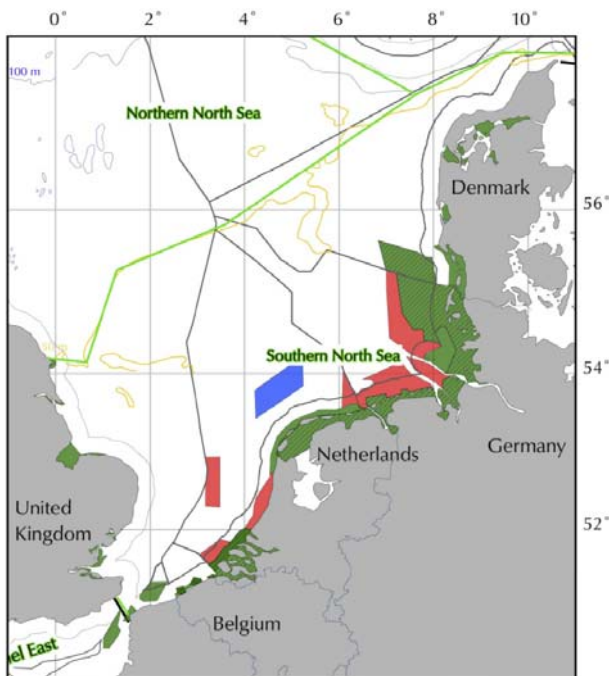 0° 2° 4° 6° 8° 10°
100 m
Northern North Sea
Denmark
56°
Southern North Sea
54°
Netherlands
Germany
United
Kingdom
52°
Belgium
nel East